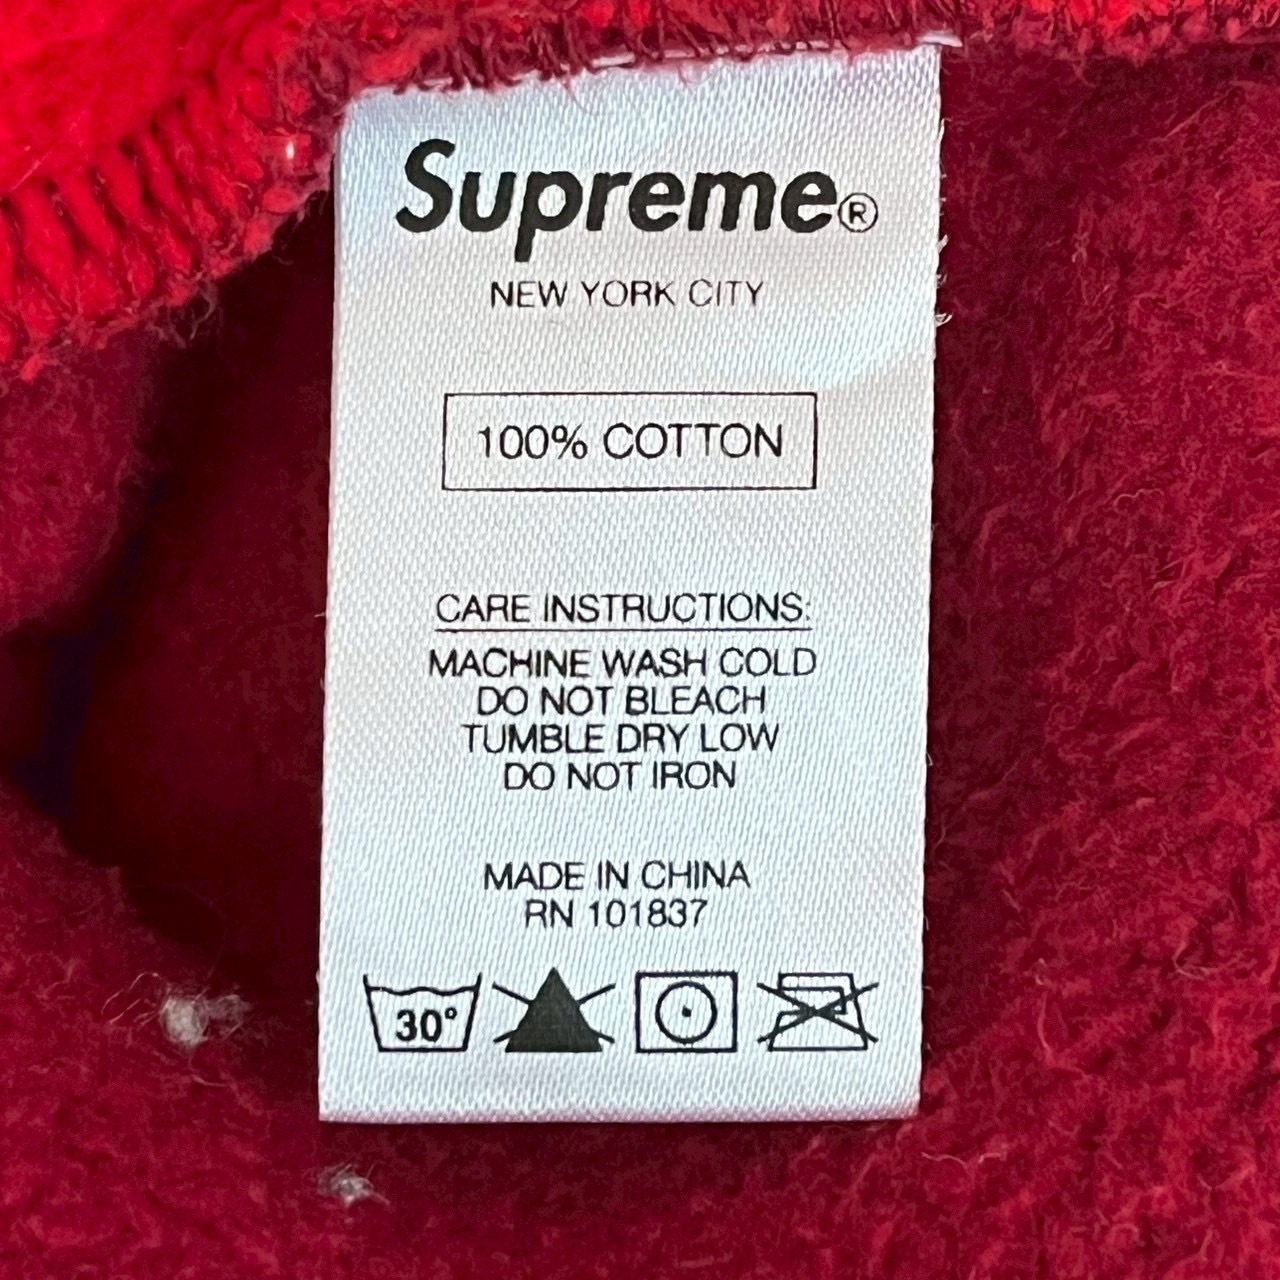 Supreme®
NEW YORK CITY
100% COTTON
CARE INSTRUCTIONS:
MACHINE WASH COLD
DO NOT BLEACH
TUMBLE DRY LOW
DO NOT IRON
MADE IN CHINA
RN 101837
30°